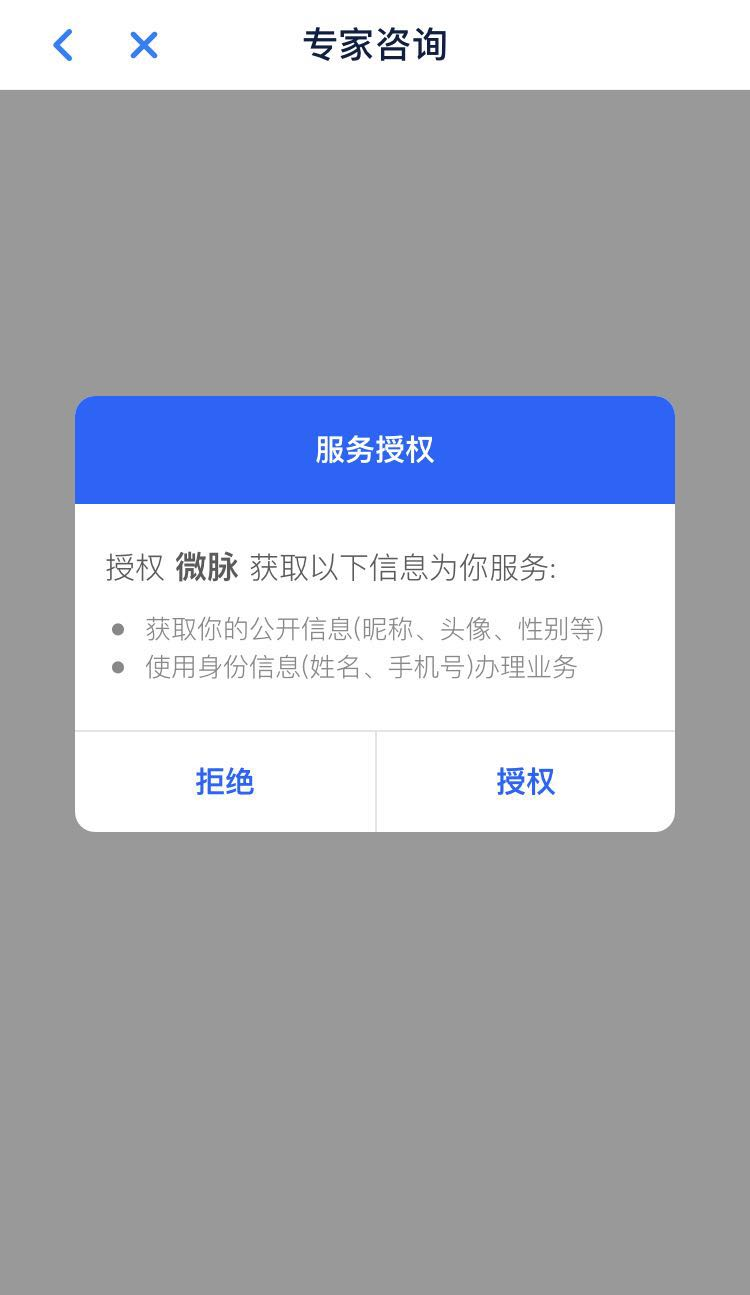 专家咨询
服务授权
授权 微脉 获取以下信息为你服务:
获取你的公开信息(昵称、头像、性别等)
使用身份信息(姓名、手机号)办理业务
拒绝
授权